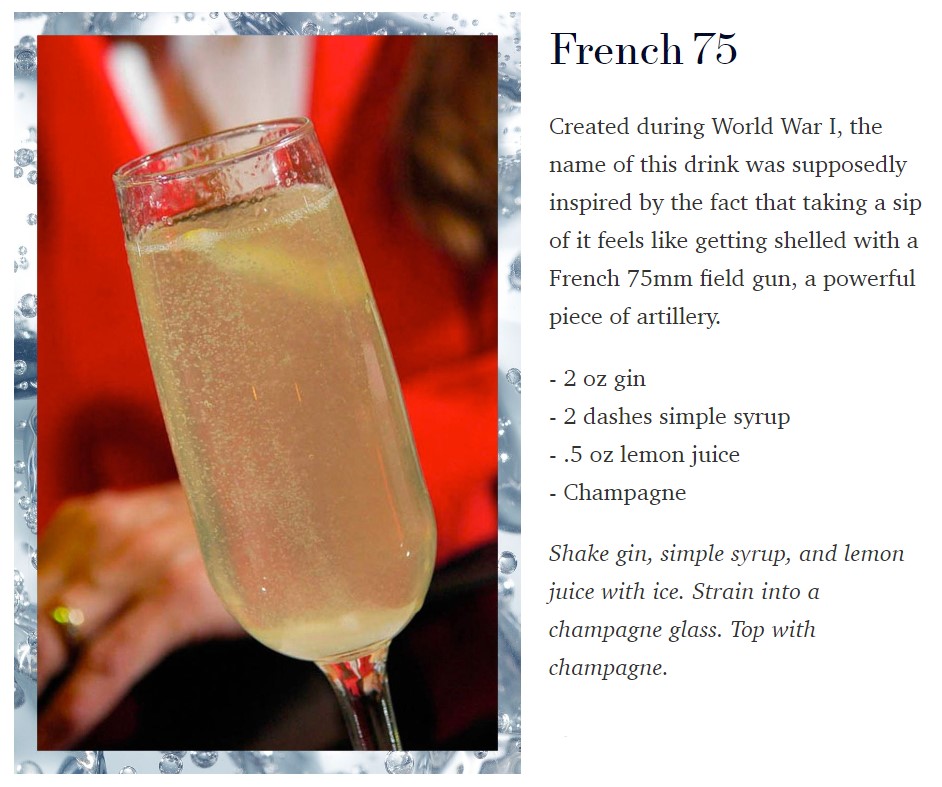 French 75
Created during World War I, the
name of this drink was supposedly
inspired by the fact that taking a sip
of it feels like getting shelled with a
French 75mm field gun, a powerful
piece of artillery.
- 2 oz gin
- 2 dashes simple syrup
- .5 oz lemon juice
- Champagne
Shake gin, simple syrup, and lemon
juice with ice. Strain into a
champagne glass. Top with
champagne.